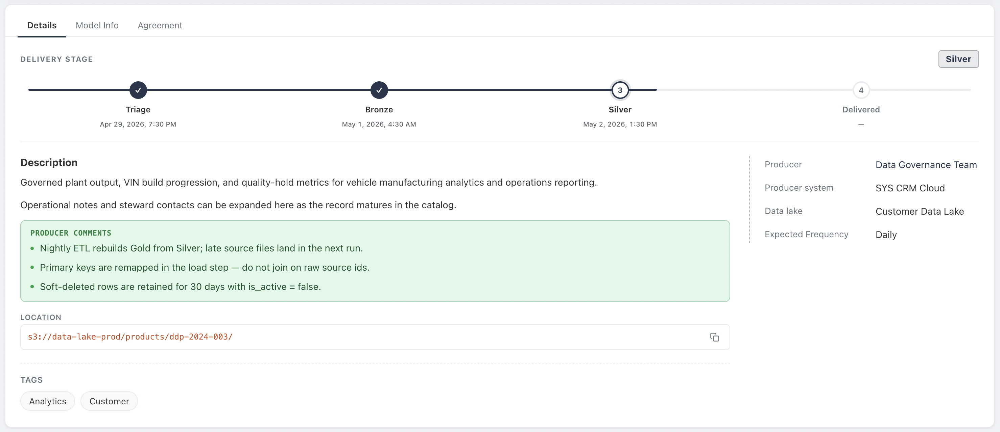 Details
Model Info
Agreement
DELIVERY STAGE
Silver
3
4
Triage
Bronze
Silver
Delivered
Apr 29, 2026, 7:30 PM
May 1, 2026, 4:30 AM
May 2, 2026, 1:30 PM
—
Description
Governed plant output, VIN build progression, and quality-hold metrics for vehicle manufacturing analytics and operations reporting.
Operational notes and steward contacts can be expanded here as the record matures in the catalog.
PRODUCER COMMENTS
• Nightly ETL rebuilds Gold from Silver; late source files land in the next run.
• Primary keys are remapped in the load step — do not join on raw source ids.
• Soft-deleted rows are retained for 30 days with is_active = false.
LOCATION
s3://data-lake-prod/products/ddp-2024-003/
TAGS
Analytics
Customer
Producer
Data Governance Team
Producer system
SYS CRM Cloud
Data lake
Customer Data Lake
Expected Frequency
Daily